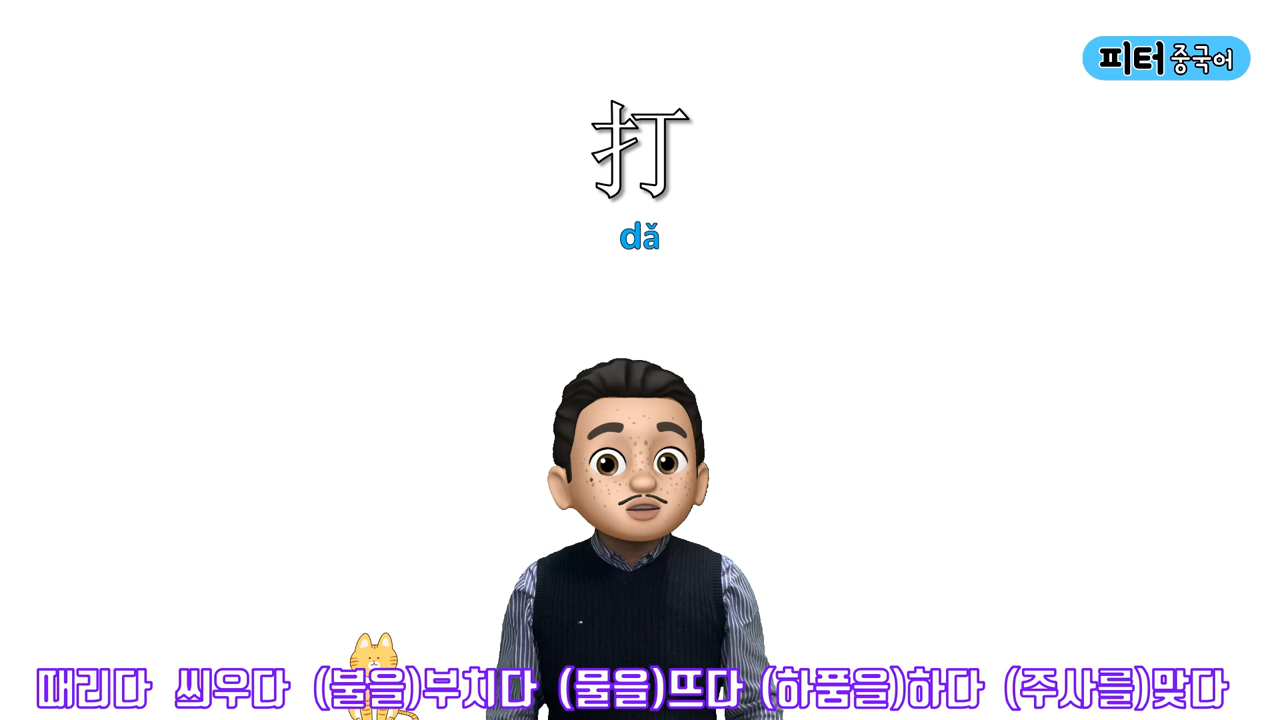 피터 중국어
打
dǎ
때리다 씌우다 (불을)부치다 (물을)뜨다 (하품을)하다 (주사를)맞다